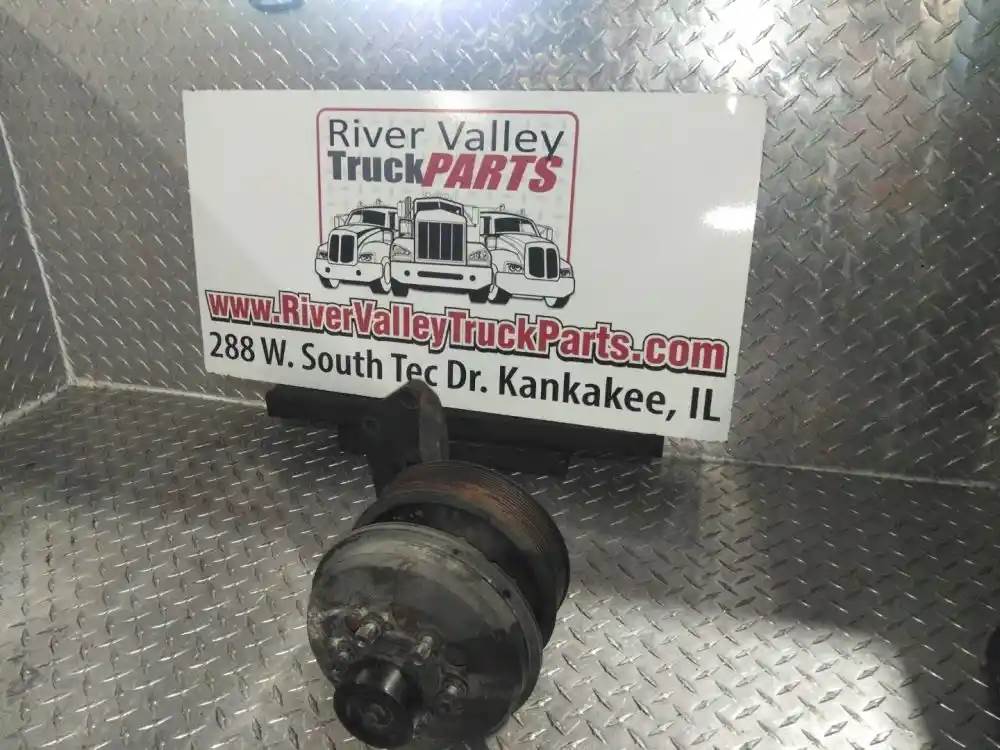 River Valley
TruckPARTS
www.RiverValleyTruckParts.com
288 W. South Tec Dr. Kankakee, IL